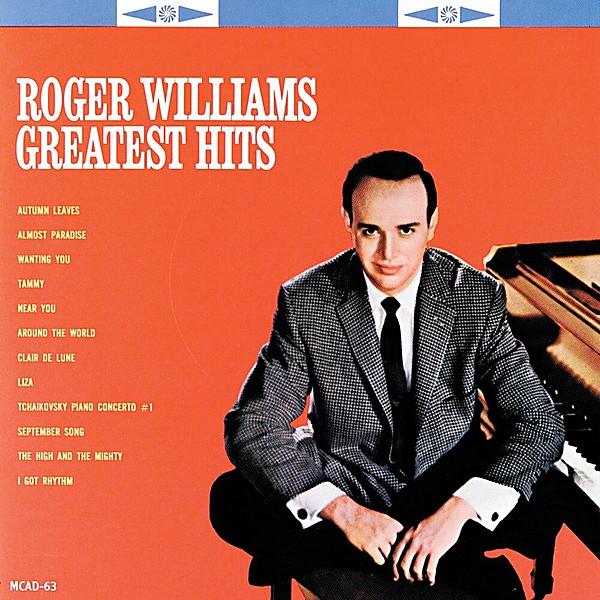 ROGER WILLIAMS
GREATEST HITS
AUTUMN LEAVES
ALMOST PARADISE
WANTING YOU
TAMMY
NEAR YOU
AROUND THE WORLD
CLAIR DE LUNE
LIZA
TCHAIKOVSKY PIANO CONCERTO #1
SEPTEMBER SONG
THE HIGH AND THE MIGHTY
I GOT RHYTHM
MCAD-63